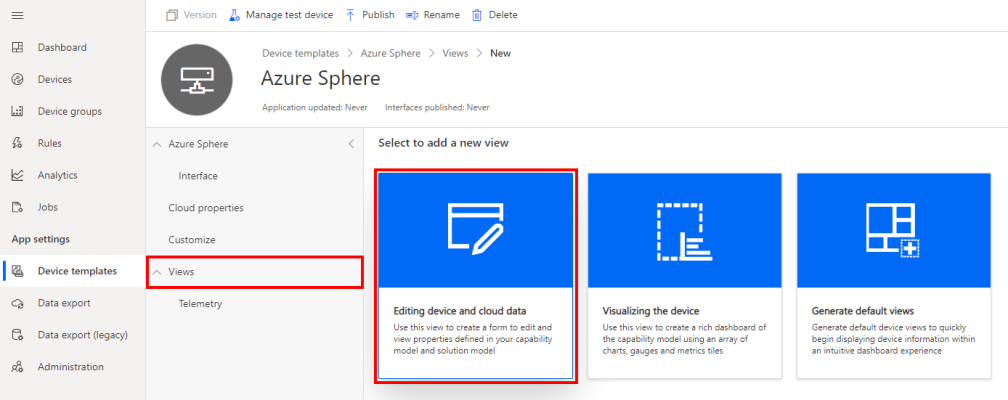 Version Manage test device Publish Rename Delete
Dashboard
Devices
Device groups
Rules
Analytics
Jobs
App settings
Device templates
Data export
Data export (legacy)
Administration
Device templates > Azure Sphere > Views > New
Azure Sphere
Application updated: Never Interfaces published: Never
Azure Sphere
Interface
Cloud properties
Customize
Views
Telemetry
Select to add a new view
Editing device and cloud data
Use this view to create a form to edit and
view properties defined in your capability
model and solution model
Visualizing the device
Use this view to create a rich dashboard of
the capability model using an array of
charts, gauges and metrics tiles
Generate default views
Generate default device views to quickly
begin displaying device information within
an intuitive dashboard experience